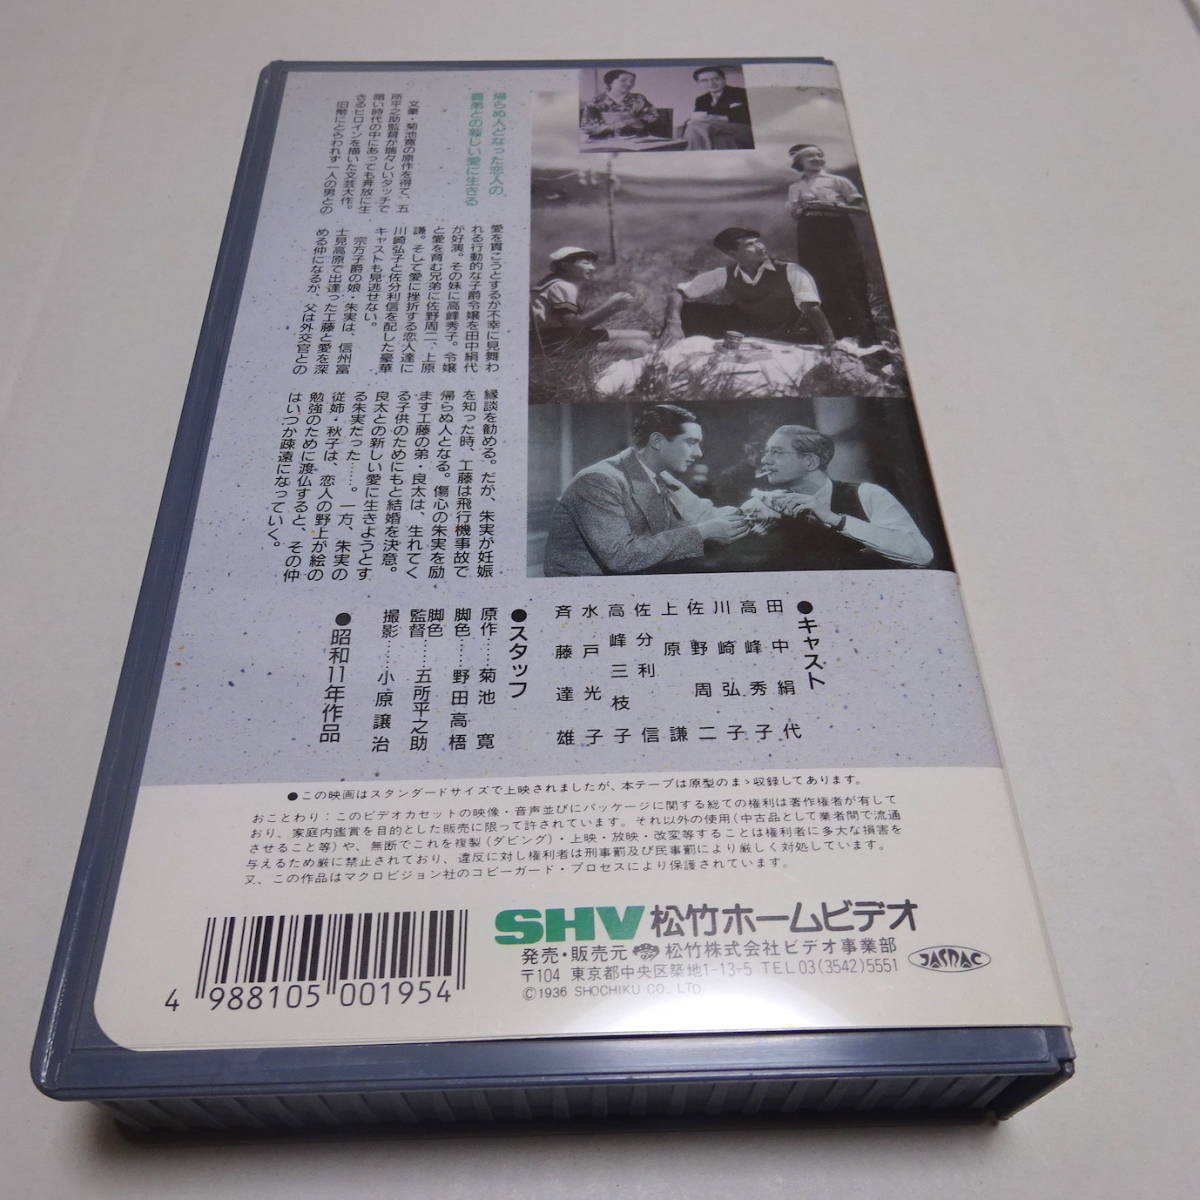 帰らぬ人となった恋人の、
義弟との新しい愛に生きる
文豪・菊池寛の原作を得て、五
所平之助監督が瑞々しいタッチで
暗い時代の中にあっても奔放に生
きるヒロインを描いた文芸大作。
旧弊にとらわれず一人の男との
愛を貫こうとするが不幸に見舞わ
れる行動的な子爵令嬢を田中絹代
が好演。その妹に高峰秀子。令嬢
と愛を育む兄弟に佐野周二、上原
謙。そして愛に挫折する恋人達に
川崎弘子と佐分利信を配した豪華
キャストも見逃せない。
宗方子爵の娘・朱実は、信州富
士見高原で出逢った工藤と愛を深
める仲になるが、父は外交官との
縁談を勧める。だが、朱実が妊娠
を知った時、工藤は飛行機事故で
帰らぬ人となる。傷心の朱実を励
ます工藤の弟・良太は、生れてく
る子供のためにもと結婚を決意。
良太との新しい愛に生きようとす
る朱実だった……。一方、朱実の
従姉・秋子は、恋人の野上が絵の
勉強のために渡仏すると、その仲
はいつか疎遠になっていく。
●キャスト
田中絹代
高峰秀子
川崎弘子
佐野周二
上原謙
佐分利信
高峰三枝子
水戸光子
斉藤達雄
●スタッフ
原作……菊池寛
脚色……野田高梧
脚色
監督……五所平之助
撮影……小原譲治
●昭和11年作品
●この映画はスタンダードサイズで上映されましたが、本テープは原型のまゝ収録してあります。
おことわり：このビデオカセットの映像・音声並びにパッケージに関する総ての権利は著作権者が有して
おり、家庭内鑑賞を目的とした販売に限って許されています。それ以外の使用(中古品として業者間で流通
させること等)や、無断でこれを複製(ダビング)・上映・放映・改変等することは権利者に多大な損害を
与えるため厳に禁止されており、違反に対し権利者は刑事罰及び民事罰により厳しく対処しています。
又、この作品はマクロビジョン社のコピーガード・プロセスにより保護されています。
SHV 松竹ホームビデオ
発売・販売元 松竹株式会社ビデオ事業部
〒104 東京都中央区築地1-13-5 TEL 03(3542)5551
©1936 SHOCHIKU CO., LTD.
JASRAC
4 988105 001954